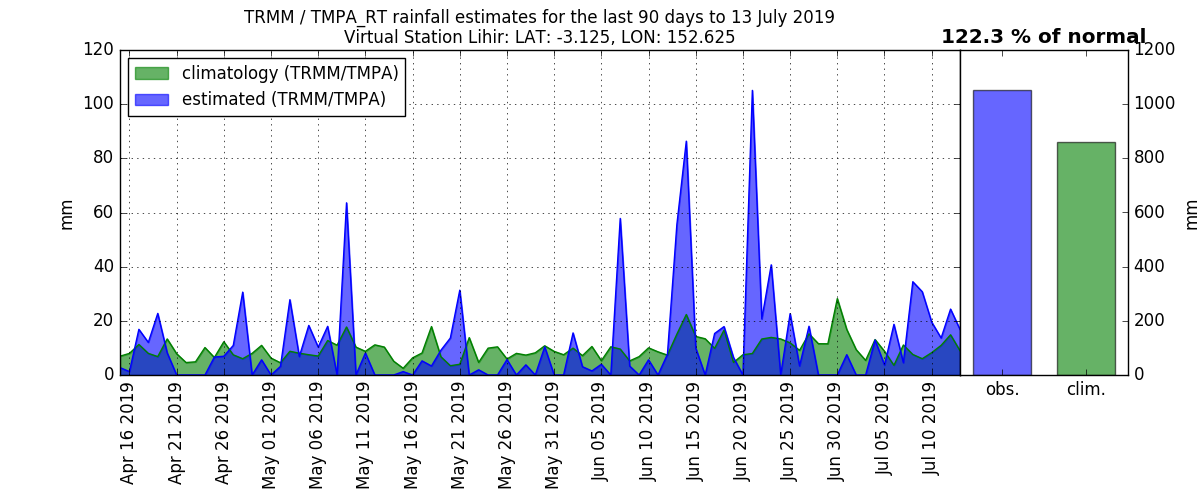 TRMM / TMPA_RT rainfall estimates for the last 90 days to 13 July 2019
Virtual Station Lihir: LAT: -3.125, LON: 152.625
122.3 % of normal
climatology (TRMM/TMPA)
estimated (TRMM/TMPA)
120
100
80
60
40
20
0
mm
Apr 16 2019
Apr 21 2019
Apr 26 2019
May 01 2019
May 06 2019
May 11 2019
May 16 2019
May 21 2019
May 26 2019
May 31 2019
Jun 05 2019
Jun 10 2019
Jun 15 2019
Jun 20 2019
Jun 25 2019
Jun 30 2019
Jul 05 2019
Jul 10 2019
obs.
clim.
1200
1000
800
600
400
200
0
mm